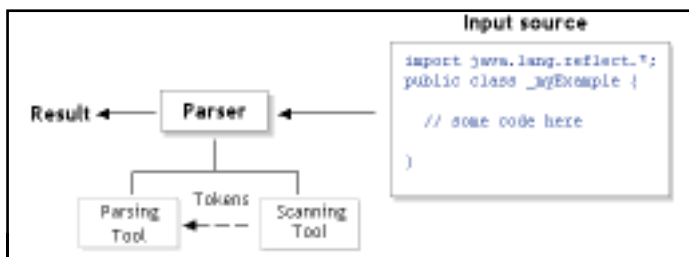 Input source
import java.lang.reflect.*;
public class _myExample {
// some code here
}
Result
Parser
Tokens
Parsing
Tool
Scanning
Tool